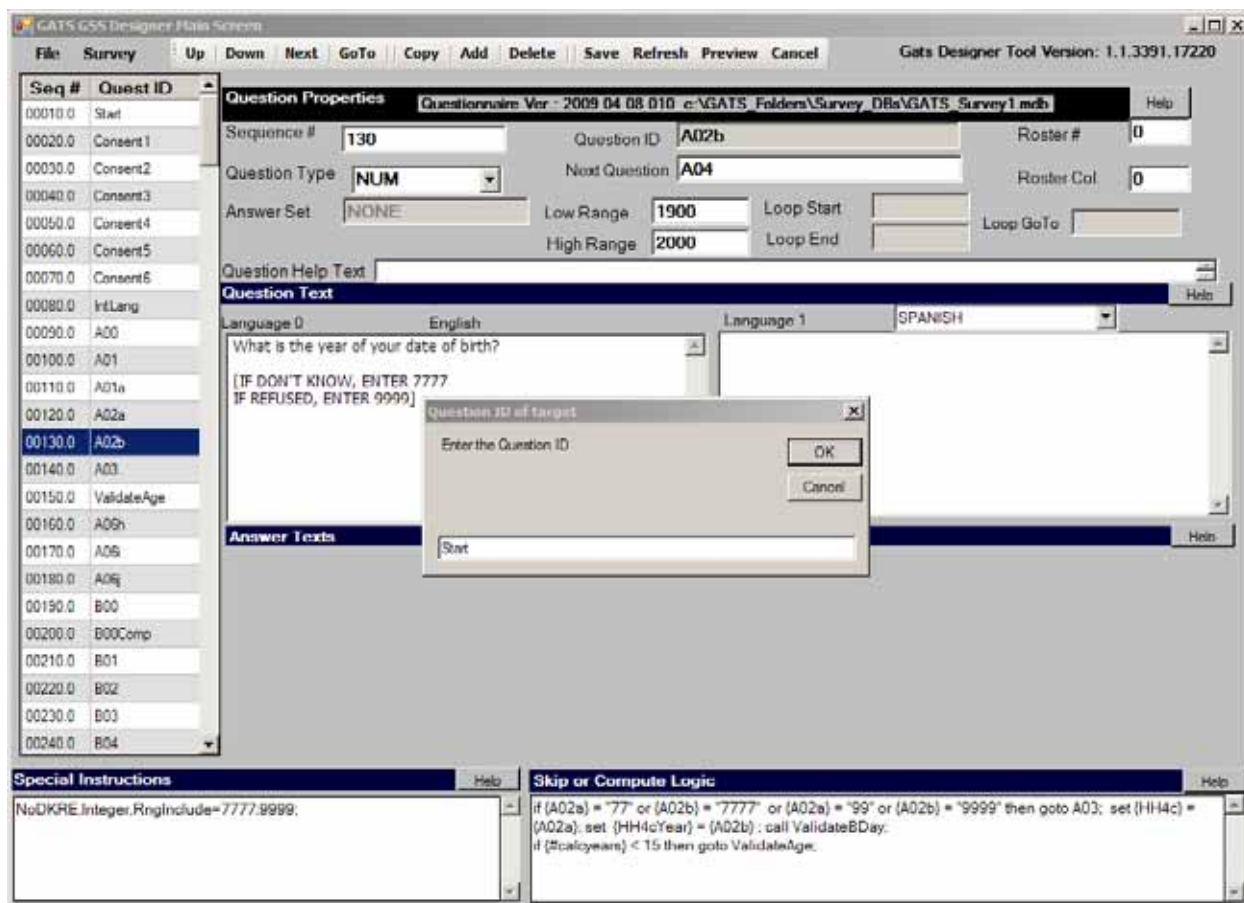 GATS GSS Designer Main Screen
File Survey Up Down Next GoTo Copy Add Delete Save Refresh Preview Cancel Gats Designer Tool Version: 1.1.3391.17220
Seq # Quest ID
00010.0 Start
00020.0 Consent1
00030.0 Consent2
00040.0 Consent3
00050.0 Consent4
00060.0 Consent5
00070.0 Consent6
00080.0 IntLang
00090.0 A00
00100.0 A01
00110.0 A01a
00120.0 A02a
00130.0 A02b
00140.0 A03
00150.0 ValidateAge
00160.0 A06h
00170.0 A06i
00180.0 A06j
00190.0 B00
00200.0 B00Comp
00210.0 B01
00220.0 B02
00230.0 B03
00240.0 B04
Question Properties Questionnaire Ver : 2009 04 08 010 c:\GATS_Folders\Survey_DBs\GATS_Survey1.mdb Help
Sequence # 130 Question ID A02b Roster # 0
Question Type NUM Next Question A04 Roster Col 0
Answer Set NONE Low Range 1900 Loop Start Loop GoTo
High Range 2000 Loop End
Question Help Text
Question Text Help
Language 0 English Language 1 SPANISH
What is the year of your date of birth?
[IF DON'T KNOW, ENTER 7777
IF REFUSED, ENTER 9999]
Question ID of target
Enter the Question ID
OK
Cancel
Start
Answer Texts Help
Special Instructions Help
NoDKRE.Integer.RngInclude=7777:9999;
Skip or Compute Logic Help
if {A02a} = "77" or {A02b} = "7777" or {A02a} = "99" or {A02b} = "9999" then goto A03; set {HH4c} =
{A02a}; set {HH4cYear} = {A02b} ; call ValidateBDay;
if {#calcyears} < 15 then goto ValidateAge;